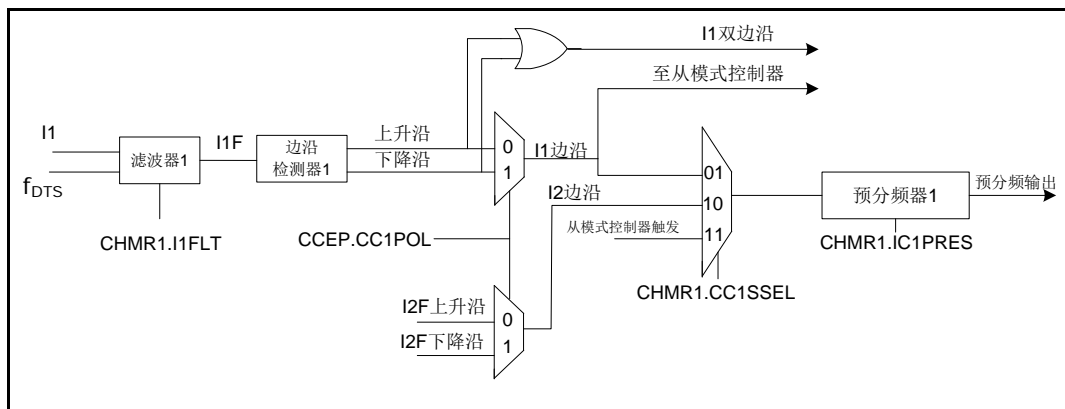 I1双边沿
至从模式控制器
I1
f_DTS
滤波器1
I1F
边沿
检测器1
上升沿
下降沿
0
1
I1边沿
I2边沿
从模式控制器触发
01
10
11
预分频器1
预分频输出
CHMR1.I1FLT
CCEP.CC1POL
CHMR1.IC1PRES
CHMR1.CC1SSEL
I2F上升沿
I2F下降沿
0
1